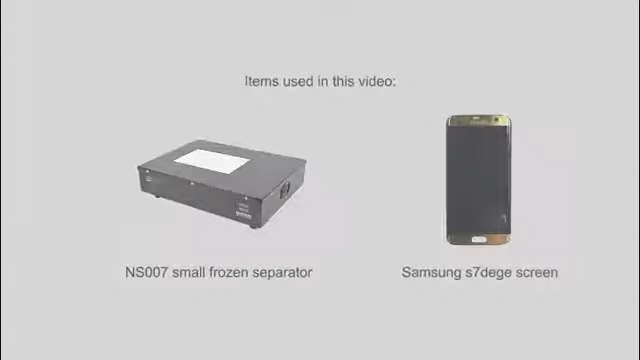 Items used in this video:
NS007 small frozen separator
Samsung s7dege screen